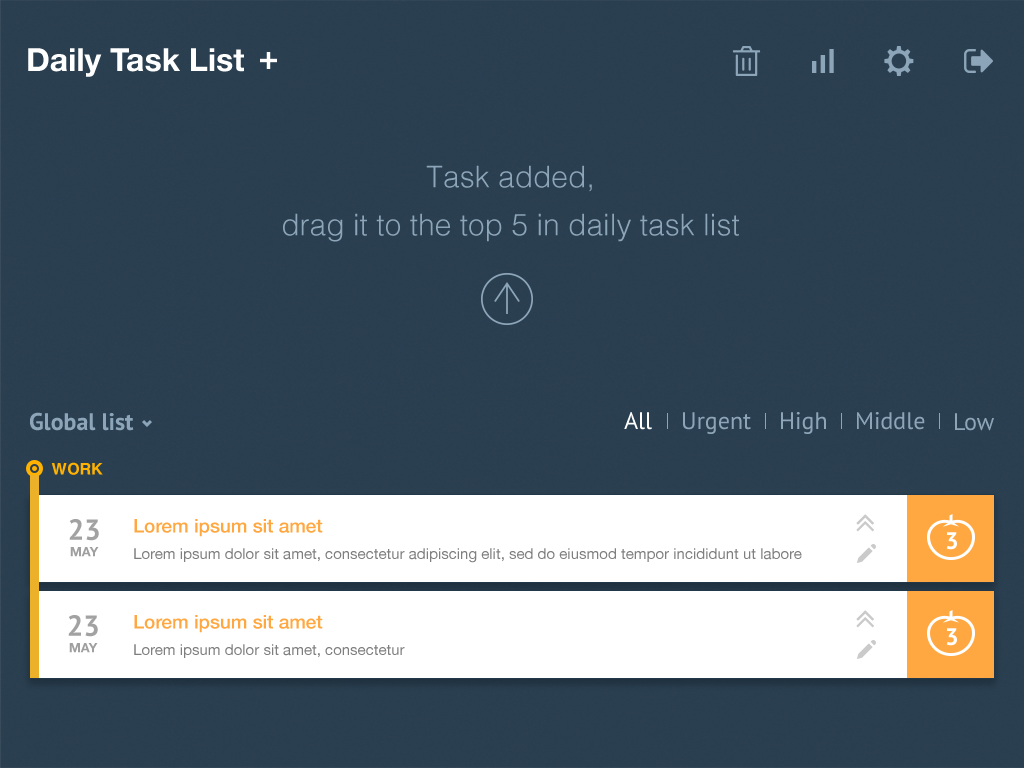 Daily Task List +
Task added,
drag it to the top 5 in daily task list
Global list
All | Urgent | High | Middle | Low
WORK
23
MAY
Lorem ipsum sit amet
Lorem ipsum dolor sit amet, consectetur adipiscing elit, sed do eiusmod tempor incididunt ut labore
3
23
MAY
Lorem ipsum sit amet
Lorem ipsum dolor sit amet, consectetur
3